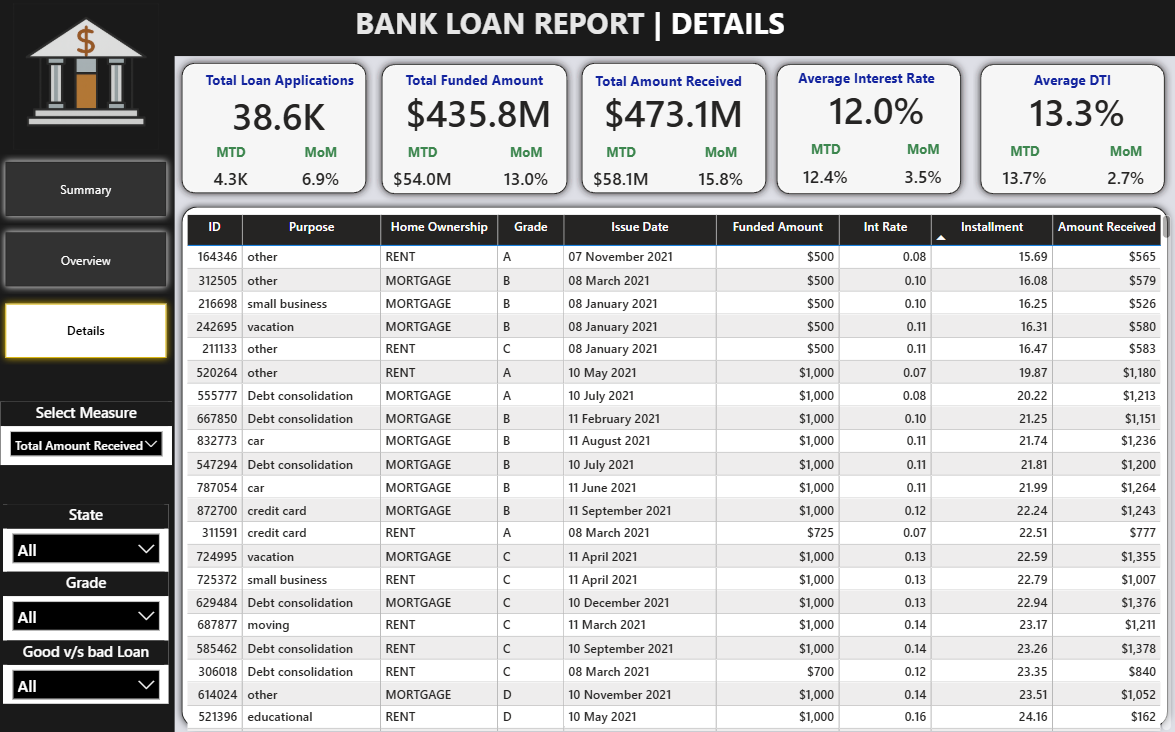 $
BANK LOAN REPORT | DETAILS
Total Loan Applications
38.6K
MTD MoM
4.3K 6.9%
Total Funded Amount
$435.8M
MTD MoM
$54.0M 13.0%
Total Amount Received
$473.1M
MTD MoM
$58.1M 15.8%
Average Interest Rate
12.0%
MTD MoM
12.4% 3.5%
Average DTI
13.3%
MTD MoM
13.7% 2.7%
Summary
Overview
Details
Select Measure
Total Amount Received
State
All
Grade
All
Good v/s bad Loan
All
ID Purpose Home Ownership Grade Issue Date Funded Amount Int Rate Installment Amount Received
164346 other RENT A 07 November 2021 $500 0.08 15.69 $565
312505 other MORTGAGE B 08 March 2021 $500 0.10 16.08 $579
216698 small business MORTGAGE B 08 January 2021 $500 0.10 16.25 $526
242695 vacation MORTGAGE B 08 January 2021 $500 0.11 16.31 $580
211133 other RENT C 08 January 2021 $500 0.11 16.47 $583
520264 other RENT A 10 May 2021 $1,000 0.07 19.87 $1,180
555777 Debt consolidation MORTGAGE A 10 July 2021 $1,000 0.08 20.22 $1,213
667850 Debt consolidation MORTGAGE B 11 February 2021 $1,000 0.10 21.25 $1,151
832773 car MORTGAGE B 11 August 2021 $1,000 0.11 21.74 $1,236
547294 Debt consolidation MORTGAGE B 10 July 2021 $1,000 0.11 21.81 $1,200
787054 car MORTGAGE B 11 June 2021 $1,000 0.11 21.99 $1,264
872700 credit card MORTGAGE B 11 September 2021 $1,000 0.12 22.24 $1,243
311591 credit card RENT A 08 March 2021 $725 0.07 22.51 $777
724995 vacation MORTGAGE C 11 April 2021 $1,000 0.13 22.59 $1,355
725372 small business RENT C 11 April 2021 $1,000 0.13 22.79 $1,007
629484 Debt consolidation MORTGAGE C 10 December 2021 $1,000 0.13 22.94 $1,376
687877 moving RENT C 11 March 2021 $1,000 0.14 23.17 $1,211
585462 Debt consolidation RENT C 10 September 2021 $1,000 0.14 23.26 $1,378
306018 Debt consolidation RENT C 08 March 2021 $700 0.12 23.35 $840
614024 other MORTGAGE D 10 November 2021 $1,000 0.14 23.51 $1,052
521396 educational RENT D 10 May 2021 $1,000 0.16 24.16 $162